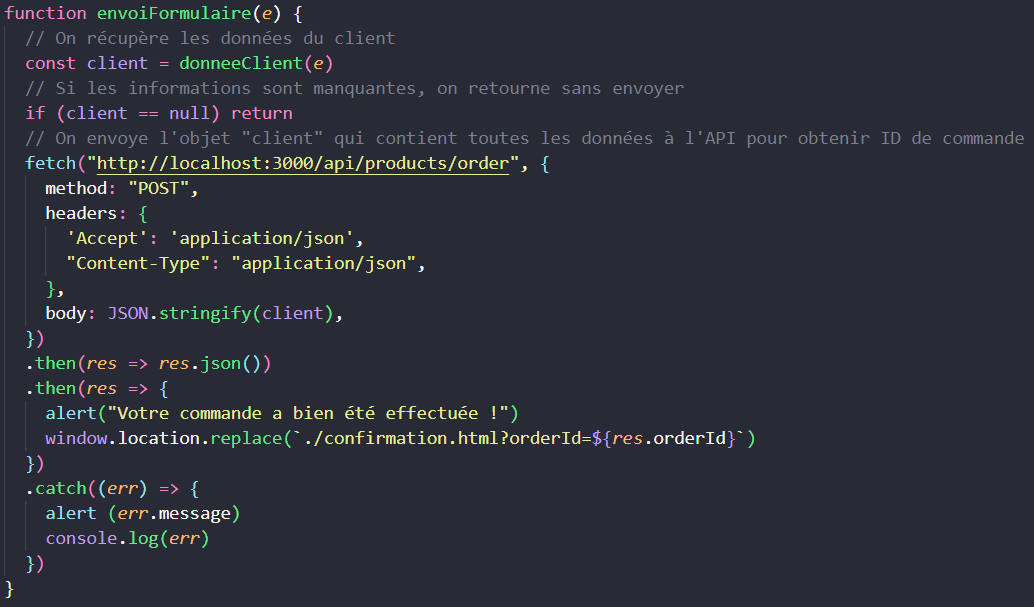 function envoiFormulaire(e) {
  // On récupère les données du client
  const client = donneeClient(e)
  // Si les informations sont manquantes, on retourne sans envoyer
  if (client == null) return
  // On envoye l'objet "client" qui contient toutes les données à l'API pour obtenir ID de commande
  fetch("http://localhost:3000/api/products/order", {
    method: "POST",
    headers: {
      'Accept': 'application/json',
      "Content-Type": "application/json",
    },
    body: JSON.stringify(client),
  })
  .then(res => res.json())
  .then(res => {
    alert("Votre commande a bien été effectuée !")
    window.location.replace(`./confirmation.html?orderId=${res.orderId}`)
  })
  .catch((err) => {
    alert (err.message)
    console.log(err)
  })
}